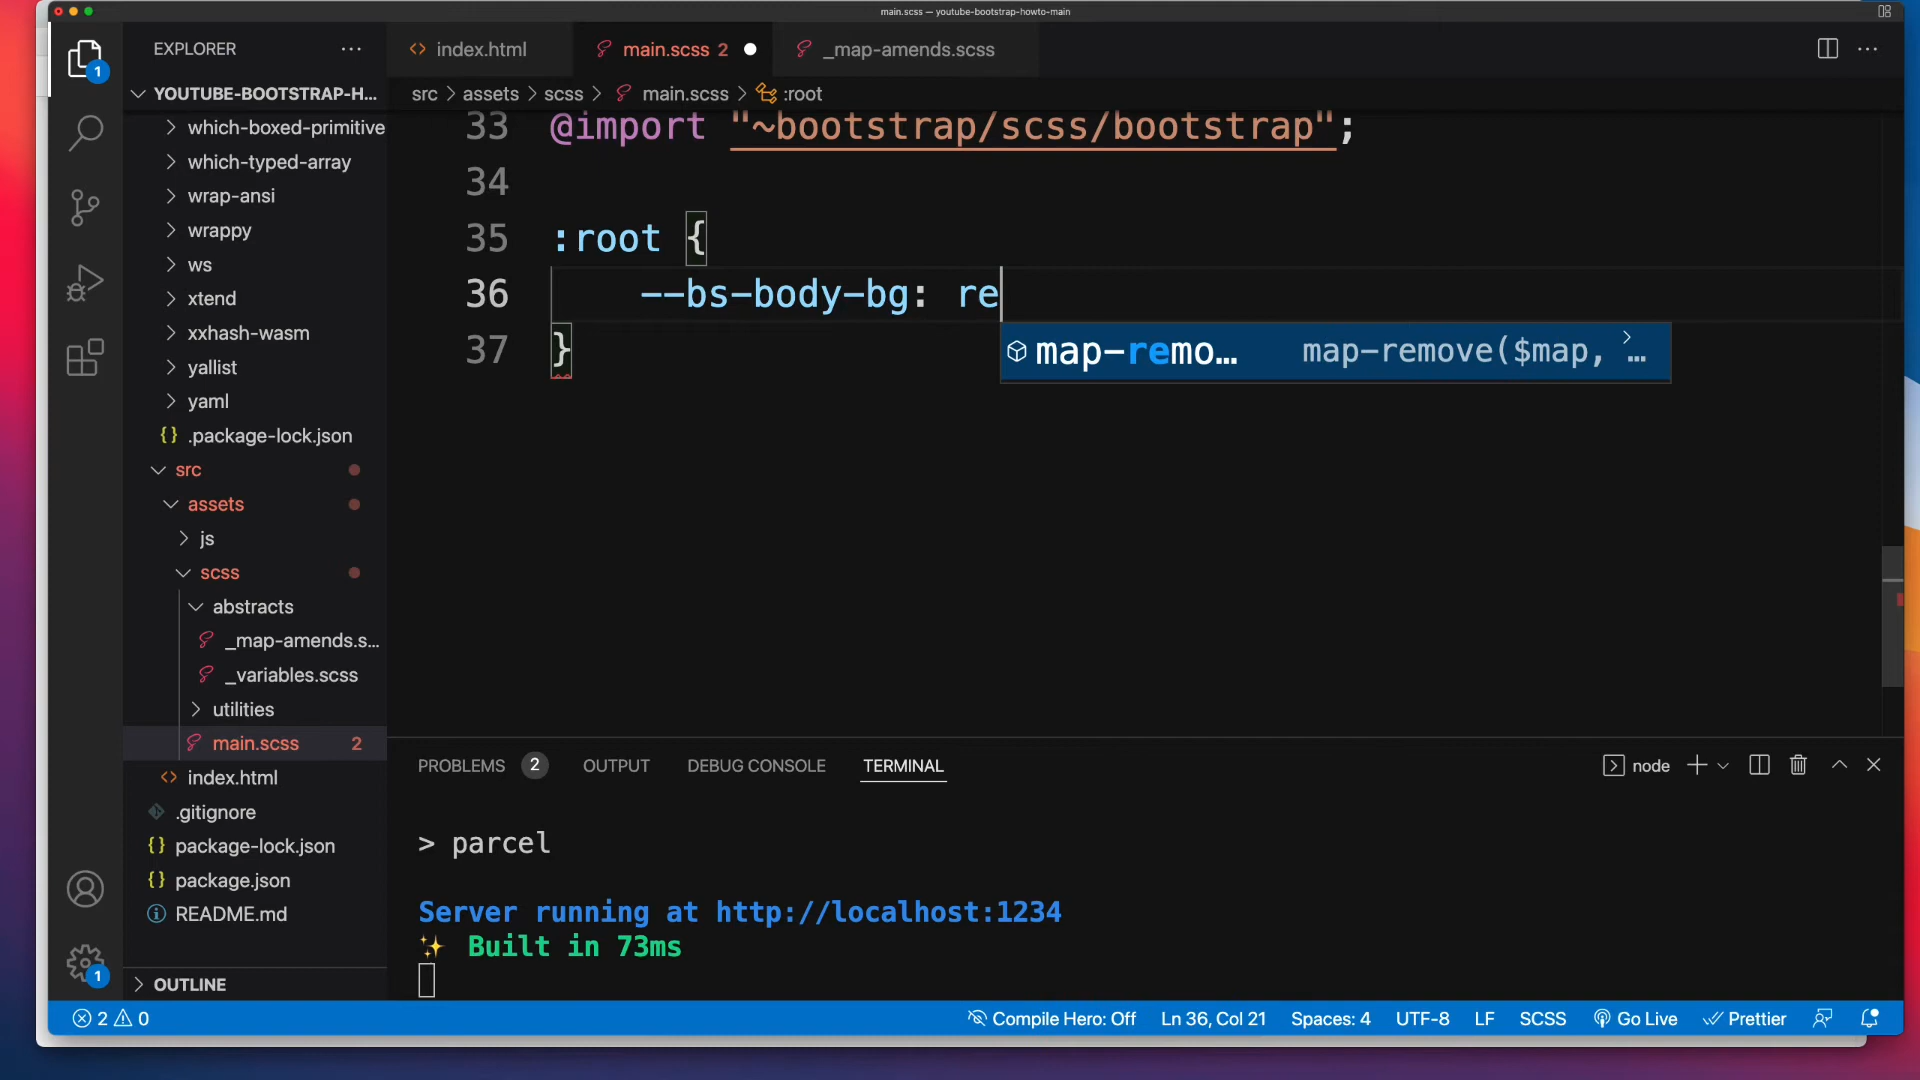 main.scss — youtube-bootstrap-howto-main
EXPLORER
index.html
main.scss 2
_map-amends.scss
YOUTUBE-BOOTSTRAP-H...
src > assets > scss > main.scss > :root
which-boxed-primitive
which-typed-array
wrap-ansi
wrappy
ws
xtend
xxhash-wasm
yallist
yaml
.package-lock.json
src
assets
js
scss
abstracts
_map-amends.s...
_variables.scss
utilities
main.scss 2
index.html
.gitignore
package-lock.json
package.json
README.md
OUTLINE
33 @import "~bootstrap/scss/bootstrap";
34
35 :root {
36 --bs-body-bg: re
37 }
map-remo... map-remove($map, …
PROBLEMS 2 OUTPUT DEBUG CONSOLE TERMINAL
node
> parcel
Server running at http://localhost:1234
✨ Built in 73ms
1
1
2 0
Compile Hero: Off
Ln 36, Col 21
Spaces: 4
UTF-8
LF
SCSS
Go Live
Prettier